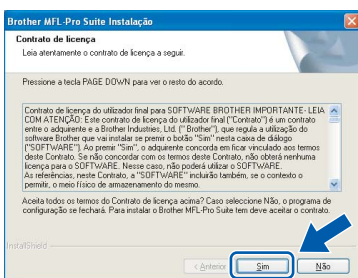 Brother MFL-Pro Suite Instalação
Contrato de licença
Leia atentamente o contrato de licença a seguir.
Pressione a tecla PAGE DOWN para ver o resto do acordo.
Contrato de licença do utilizador final para SOFTWARE BROTHER IMPORTANTE- LEIA
COM ATENÇÃO: Este contrato de licença do utilizador final ("Contrato") é um contrato
entre o adquirente e a Brother Industries, Ltd. (" Brother"), que regula a utilização do
software Brother que vai instalar se premir o botão "Sim" nesta caixa de diálogo
("SOFTWARE"). Ao premir "Sim", o adquirente concorda em ficar vinculado aos termos
deste Contrato. Se não concordar com os termos deste Contrato, não obterá nenhuma
licença para o SOFTWARE. Nesse caso, não poderá utilizar o SOFTWARE.
As referências, neste Contrato, a "SOFTWARE" incluirão também, se o contexto o
permitir, o meio físico de armazenamento do mesmo.
Aceita todos os termos do Contrato de licença acima? Caso seleccione Não, o programa de
configuração se fechará. Para instalar o Brother MFL-Pro Suite tem deve aceitar o contrato.
InstallShield
< Anterior
Sim
Não